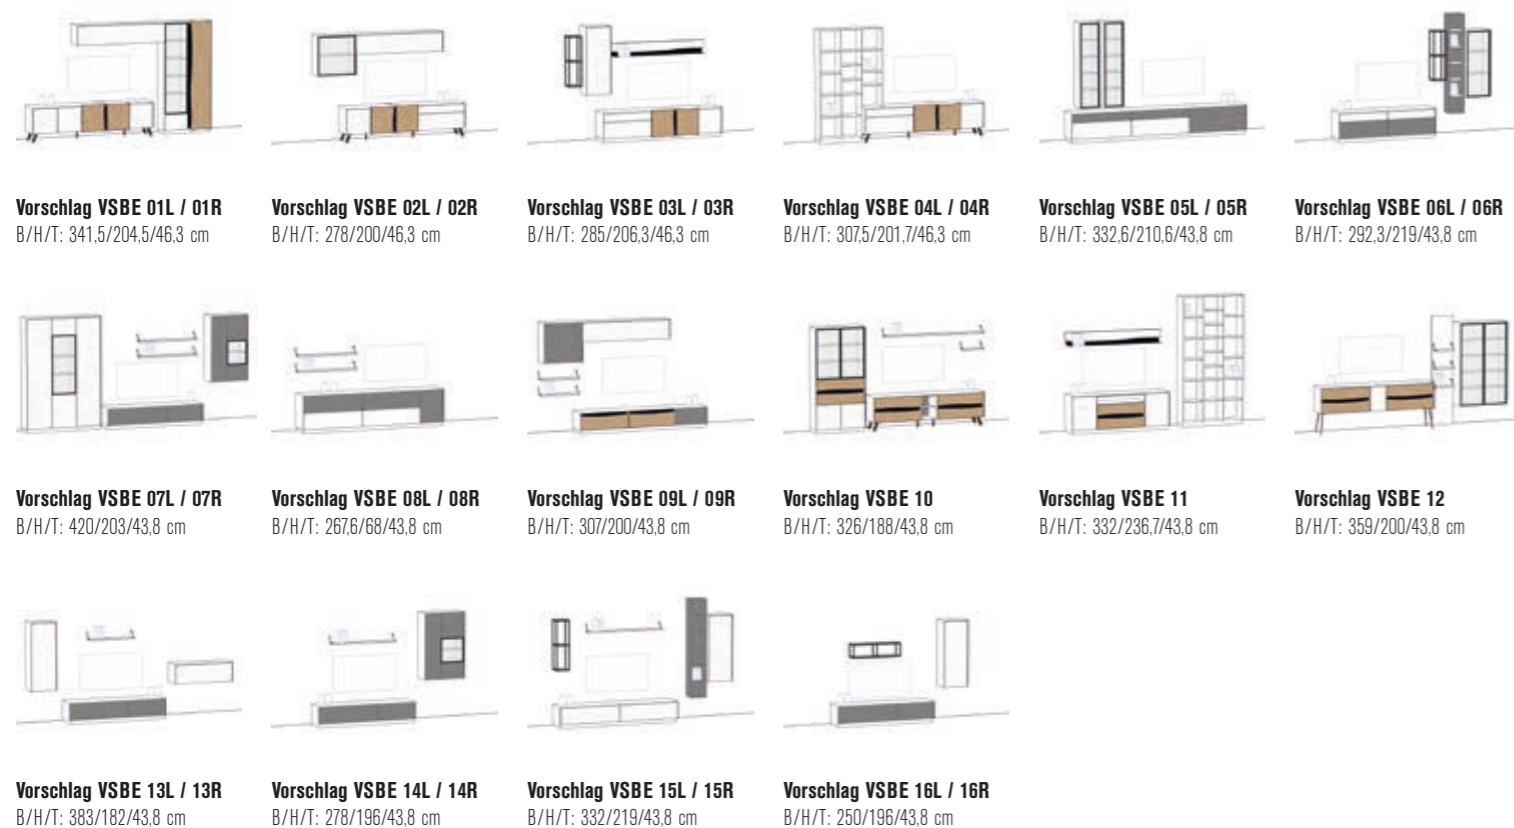 Vorschlag VSBE 01L / 01R
B/H/T: 341,5/204,5/46,3 cm
Vorschlag VSBE 02L / 02R
B/H/T: 278/200/46,3 cm
Vorschlag VSBE 03L / 03R
B/H/T: 285/206,3/46,3 cm
Vorschlag VSBE 04L / 04R
B/H/T: 307,5/201,7/46,3 cm
Vorschlag VSBE 05L / 05R
B/H/T: 332,6/210,6/43,8 cm
Vorschlag VSBE 06L / 06R
B/H/T: 292,3/219/43,8 cm
Vorschlag VSBE 07L / 07R
B/H/T: 420/203/43,8 cm
Vorschlag VSBE 08L / 08R
B/H/T: 267,6/68/43,8 cm
Vorschlag VSBE 09L / 09R
B/H/T: 307/200/43,8 cm
Vorschlag VSBE 10
B/H/T: 326/188/43,8 cm
Vorschlag VSBE 11
B/H/T: 332/236,7/43,8 cm
Vorschlag VSBE 12
B/H/T: 359/200/43,8 cm
Vorschlag VSBE 13L / 13R
B/H/T: 383/182/43,8 cm
Vorschlag VSBE 14L / 14R
B/H/T: 278/196/43,8 cm
Vorschlag VSBE 15L / 15R
B/H/T: 332/219/43,8 cm
Vorschlag VSBE 16L / 16R
B/H/T: 250/196/43,8 cm